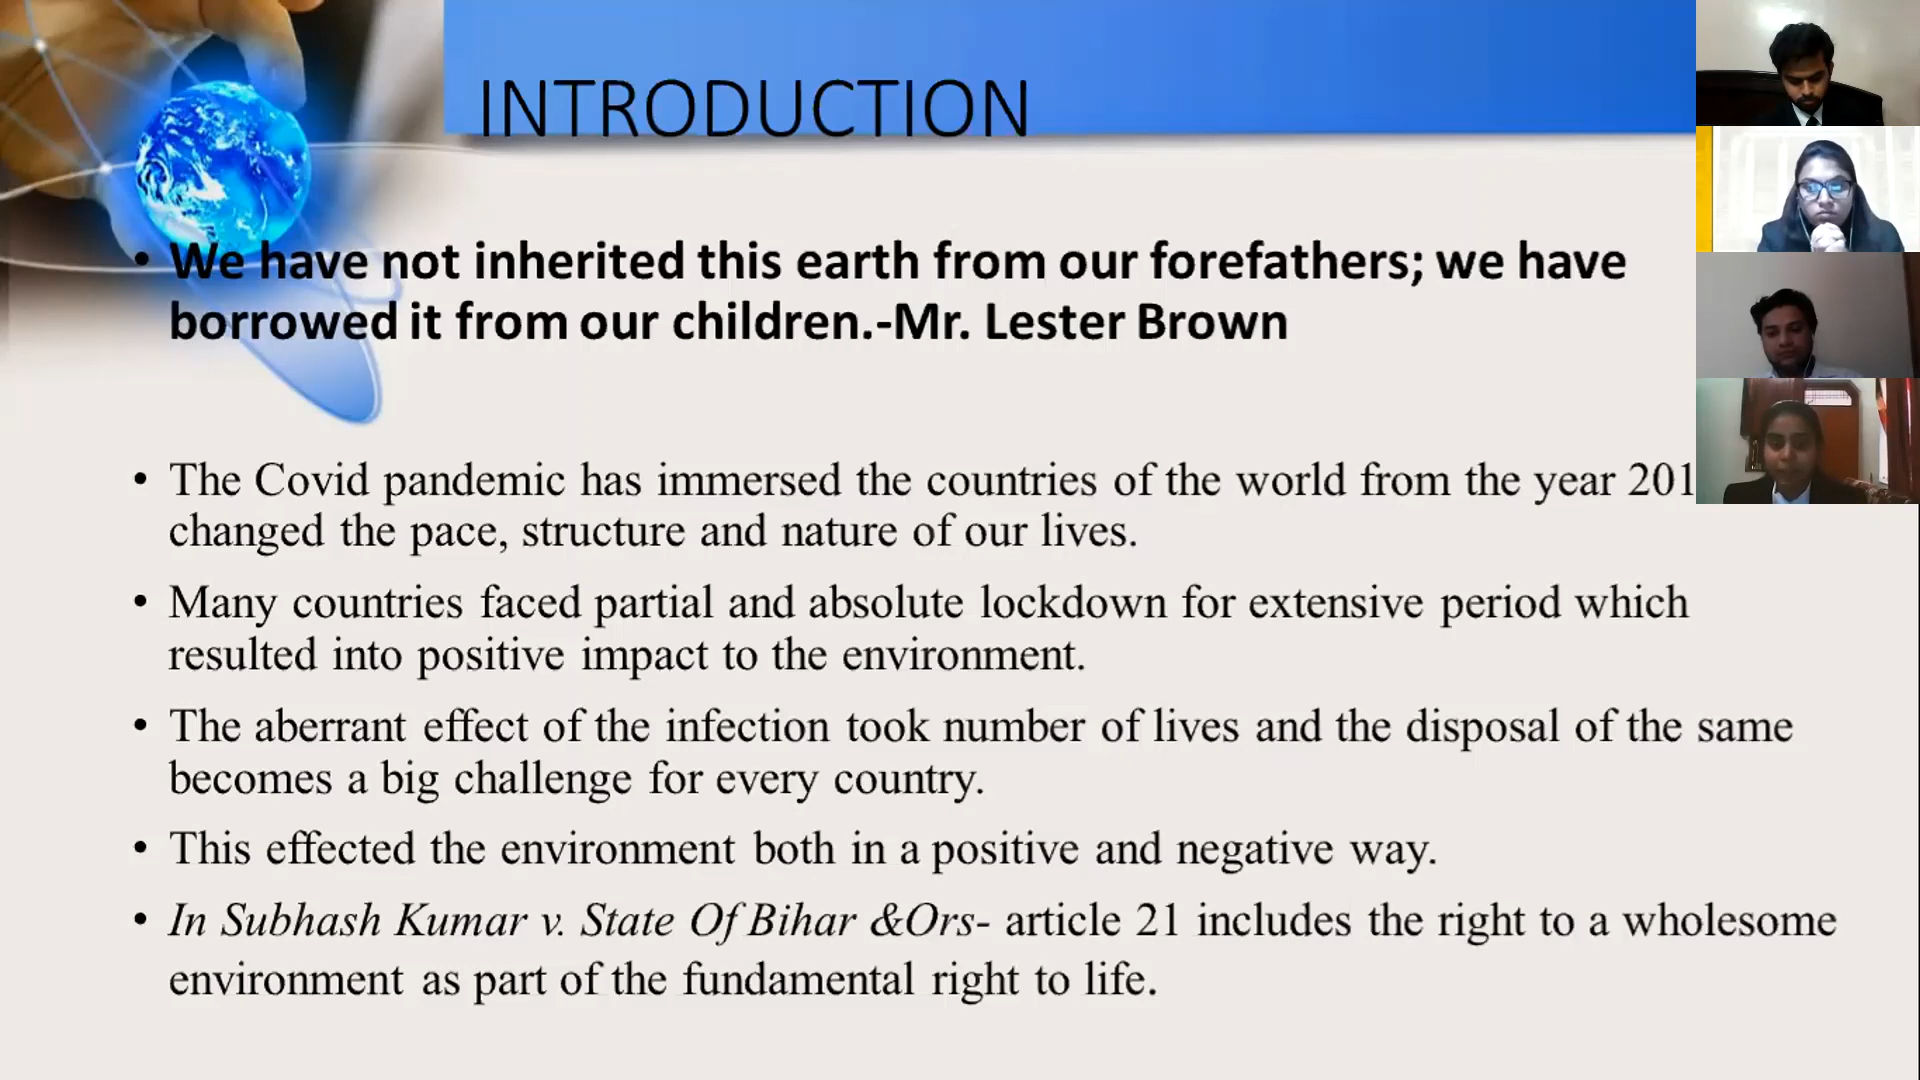 INTRODUCTION
• We have not inherited this earth from our forefathers; we have
borrowed it from our children.-Mr. Lester Brown
• The Covid pandemic has immersed the countries of the world from the year 201
changed the pace, structure and nature of our lives.
• Many countries faced partial and absolute lockdown for extensive period which
resulted into positive impact to the environment.
• The aberrant effect of the infection took number of lives and the disposal of the same
becomes a big challenge for every country.
• This effected the environment both in a positive and negative way.
• In Subhash Kumar v. State Of Bihar &Ors- article 21 includes the right to a wholesome
environment as part of the fundamental right to life.